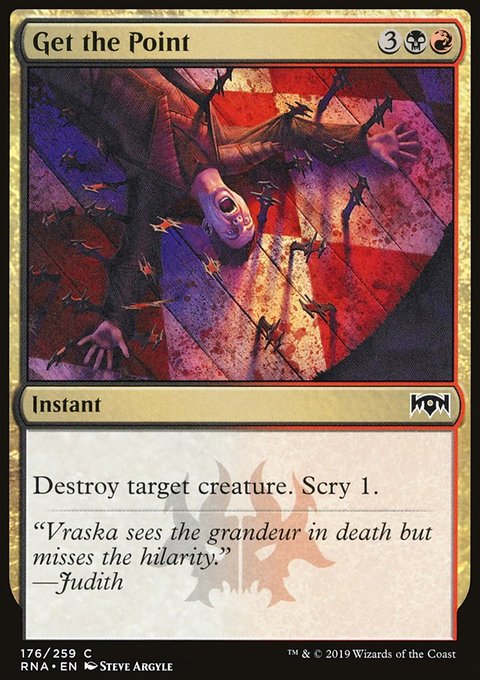 Get the Point 3
Instant
Destroy target creature. Scry 1.
“Vraska sees the grandeur in death but
misses the hilarity.”
—Judith
176/259 C
RNA • EN Steve Argyle
™ & © 2019 Wizards of the Coast